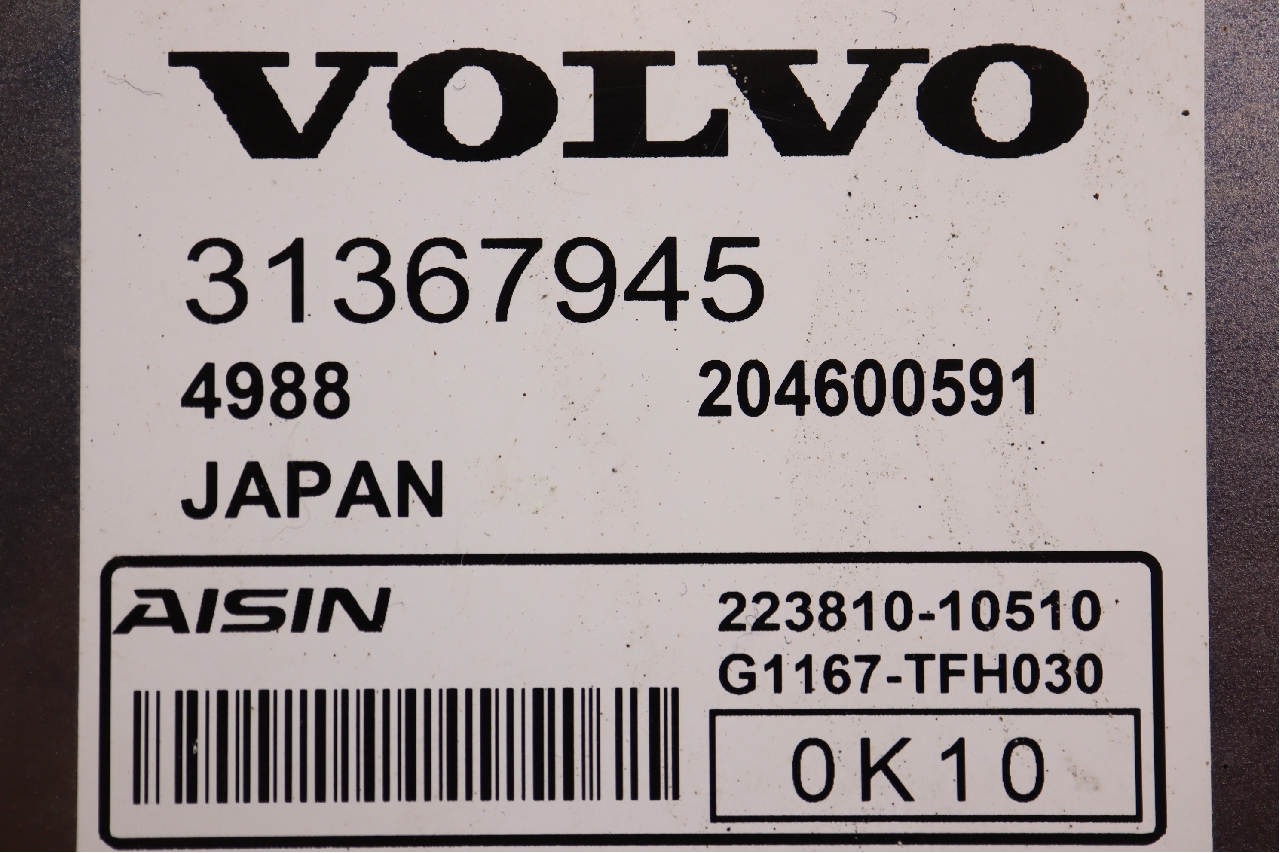 VOLVO
31367945
4988 204600591
JAPAN
AISIN
223810-10510
G1167-TFH030
0K10